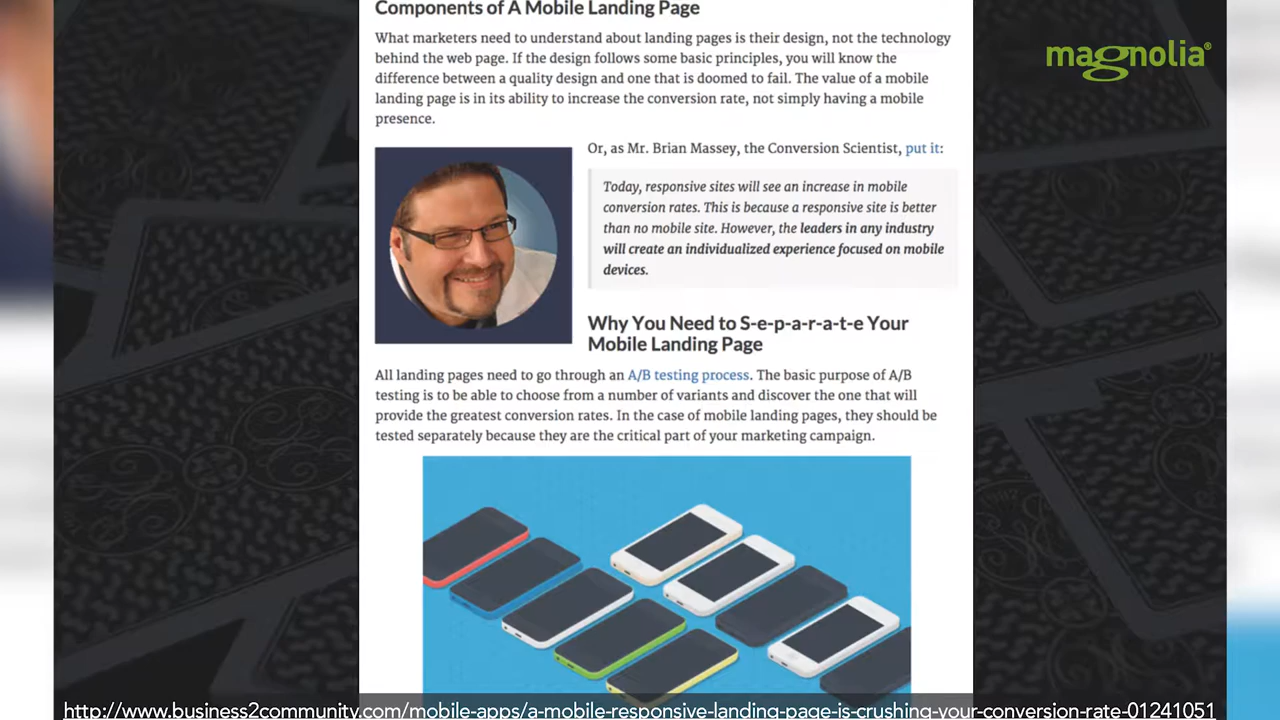 Components of A Mobile Landing Page
magnolia®
What marketers need to understand about landing pages is their design, not the technology
behind the web page. If the design follows some basic principles, you will know the
difference between a quality design and one that is doomed to fail. The value of a mobile
landing page is in its ability to increase the conversion rate, not simply having a mobile
presence.
Or, as Mr. Brian Massey, the Conversion Scientist, put it:
Today, responsive sites will see an increase in mobile
conversion rates. This is because a responsive site is better
than no mobile site. However, the leaders in any industry
will create an individualized experience focused on mobile
devices.
Why You Need to S-e-p-a-r-a-t-e Your
Mobile Landing Page
All landing pages need to go through an A/B testing process. The basic purpose of A/B
testing is to be able to choose from a number of variants and discover the one that will
provide the greatest conversion rates. In the case of mobile landing pages, they should be
tested separately because they are the critical part of your marketing campaign.
http://www.business2community.com/mobile-apps/a-mobile-responsive-landing-page-is-crushing-your-conversion-rate-01241051